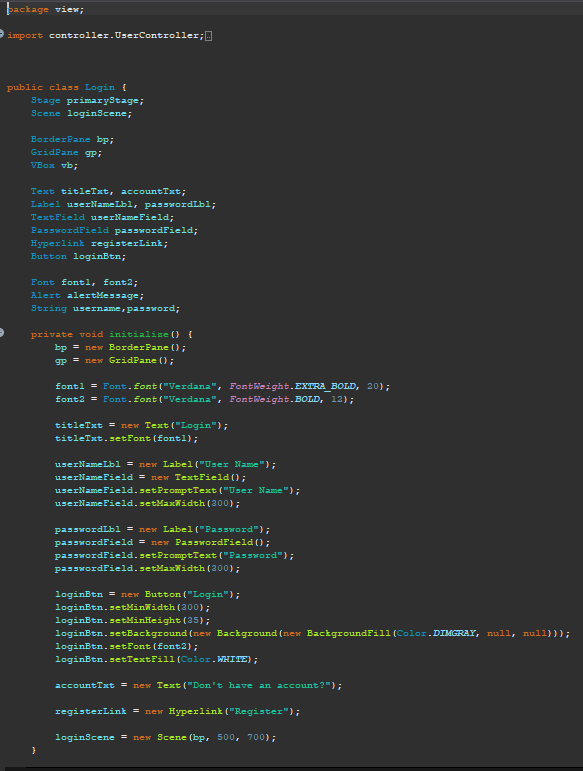 package view;
import controller.UserController;
public class Login {
Stage primaryStage;
Scene loginScene;
BorderPane bp;
GridPane gp;
VBox vb;
Text titleTxt, accountTxt;
Label userNameLbl, passwordLbl;
TextField userNameField;
PasswordField passwordField;
Hyperlink registerLink;
Button loginBtn;
Font font1, font2;
Alert alertMessage;
String username,password;
private void initialize() {
bp = new BorderPane();
gp = new GridPane();
font1 = Font.font("Verdana", FontWeight.EXTRA_BOLD, 20);
font2 = Font.font("Verdana", FontWeight.BOLD, 12);
titleTxt = new Text("Login");
titleTxt.setFont(font1);
userNameLbl = new Label("User Name");
userNameField = new TextField();
userNameField.setPromptText("User Name");
userNameField.setMaxWidth(300);
passwordLbl = new Label("Password");
passwordField = new PasswordField();
passwordField.setPromptText("Password");
passwordField.setMaxWidth(300);
loginBtn = new Button("Login");
loginBtn.setMinWidth(300);
loginBtn.setMinHeight(35);
loginBtn.setBackground(new Background(new BackgroundFill(Color.DIMGRAY, null, null)));
loginBtn.setFont(font2);
loginBtn.setTextFill(Color.WHITE);
accountTxt = new Text("Don't have an account?");
registerLink = new Hyperlink("Register");
loginScene = new Scene(bp, 500, 700);
}